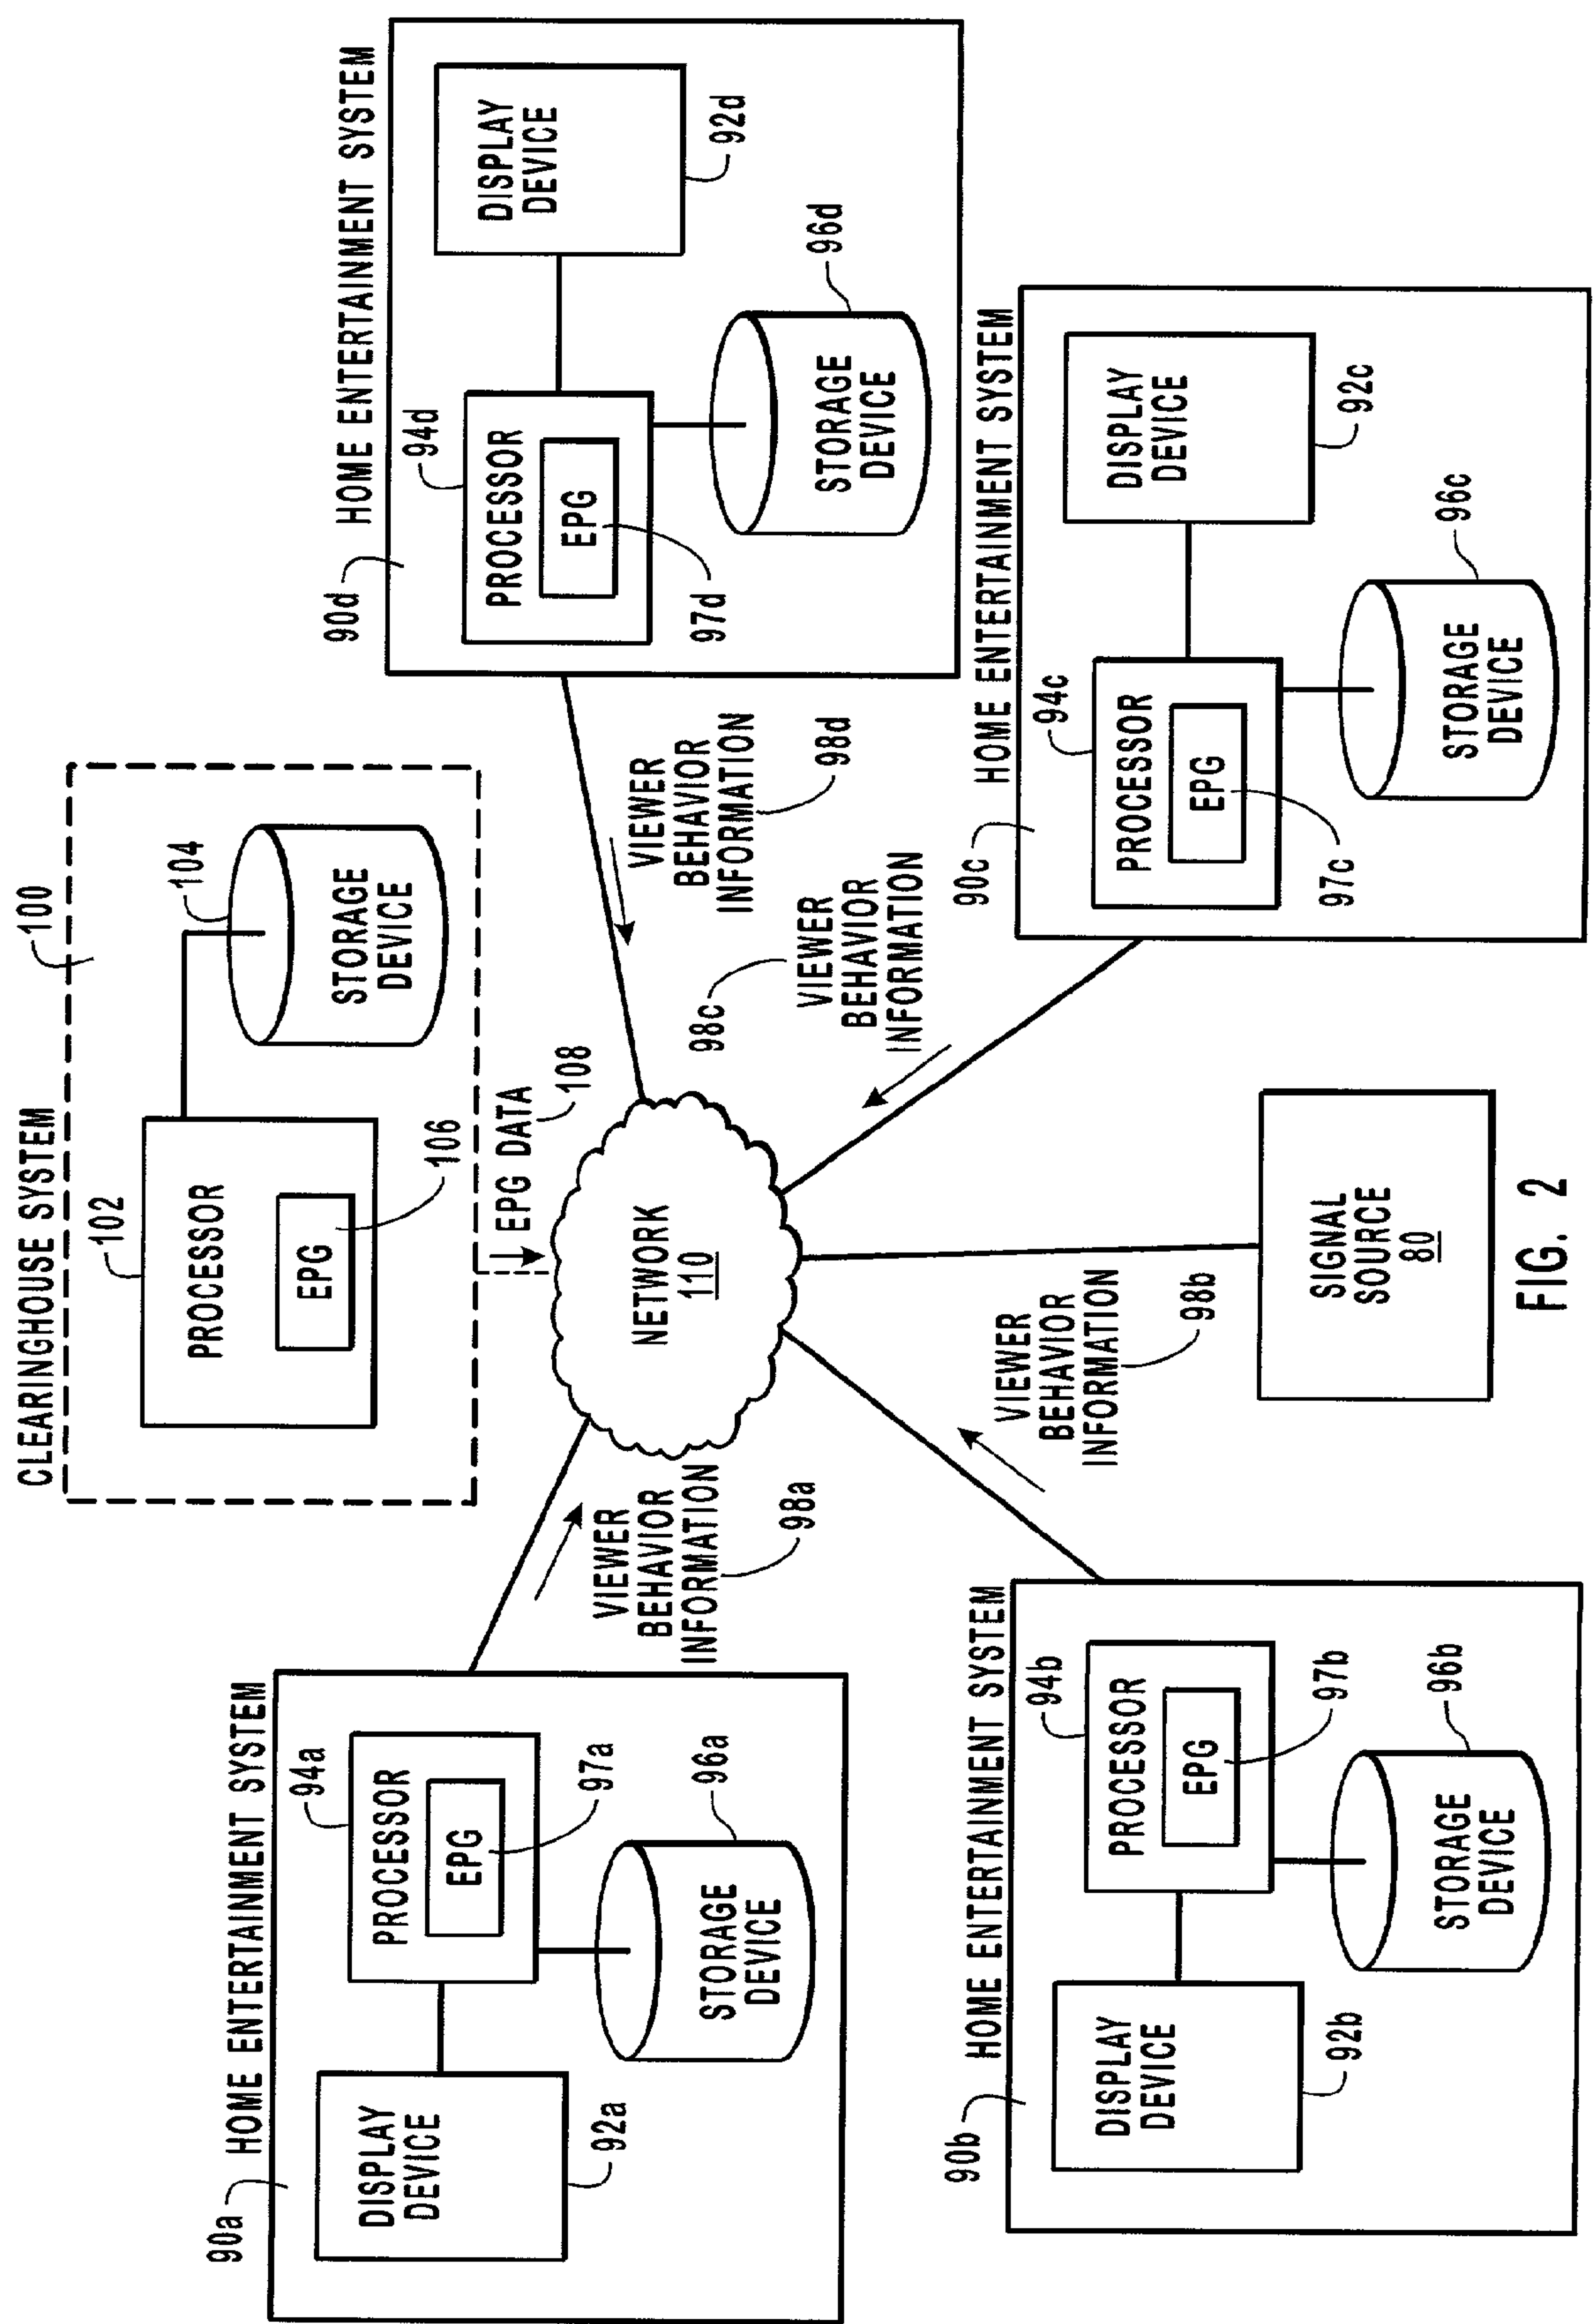 CLEARINGHOUSE SYSTEM
100
102
PROCESSOR
EPG
106
104
STORAGE
DEVICE
EPG DATA
108
HOME ENTERTAINMENT SYSTEM
90a
DISPLAY
DEVICE
92a
94a
PROCESSOR
EPG
97a
96a
STORAGE
DEVICE
VIEWER
BEHAVIOR
INFORMATION
98a
NETWORK
110
VIEWER
BEHAVIOR
INFORMATION
98d
HOME ENTERTAINMENT SYSTEM
90d
94d
PROCESSOR
EPG
97d
DISPLAY
DEVICE
92d
96d
STORAGE
DEVICE
HOME ENTERTAINMENT SYSTEM
90b
DISPLAY
DEVICE
92b
94b
PROCESSOR
EPG
97b
96b
STORAGE
DEVICE
VIEWER
BEHAVIOR
INFORMATION
98b
SIGNAL
SOURCE
80
98c
VIEWER
BEHAVIOR
INFORMATION
HOME ENTERTAINMENT SYSTEM
90c
94c
PROCESSOR
EPG
97c
DISPLAY
DEVICE
92c
96c
STORAGE
DEVICE
FIG. 2